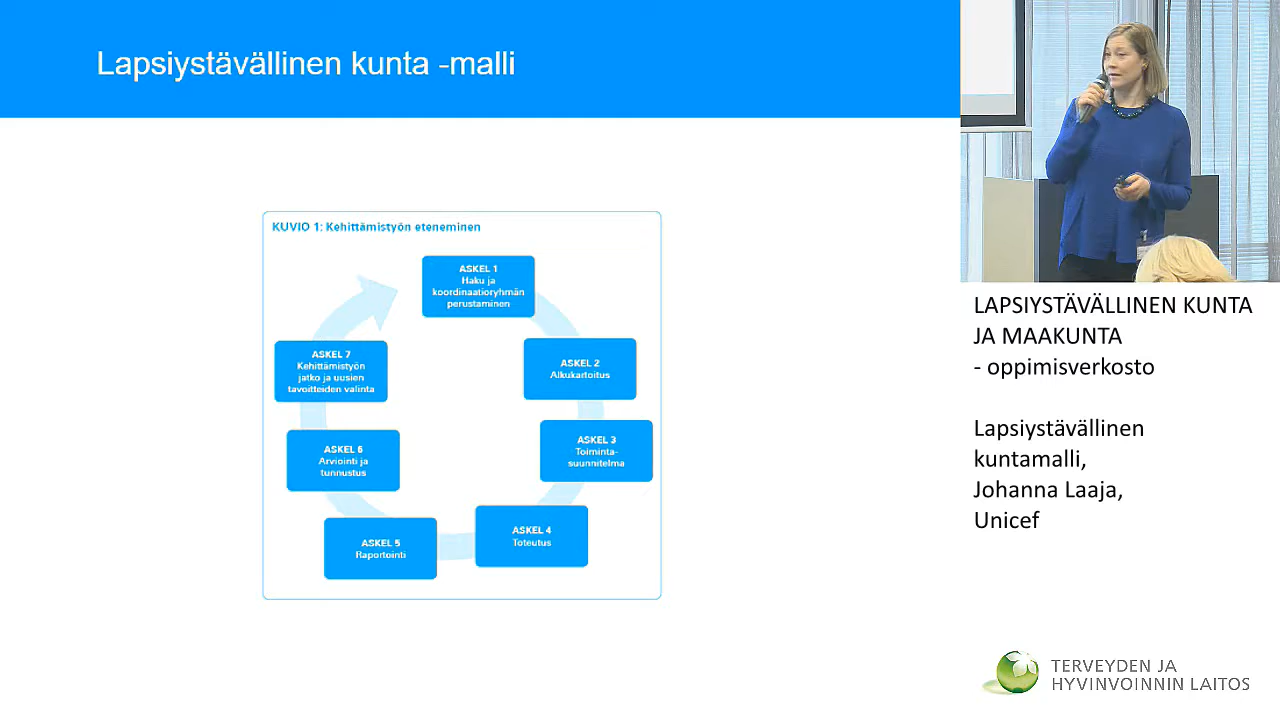 Lapsiystävällinen kunta -malli
KUVIO 1: Kehittämistyön eteneminen
ASKEL 1
Haku ja
koordinaatioryhmän
perustaminen
ASKEL 2
Alkukartoitus
ASKEL 3
Toiminta-
suunnitelma
ASKEL 4
Toteutus
ASKEL 5
Raportointi
ASKEL 6
Arviointi ja
tunnustus
ASKEL 7
Kehittämistyön
jatko ja uusien
tavoitteiden valinta
LAPSIYSTÄVÄLLINEN KUNTA
JA MAAKUNTA
- oppimisverkosto
Lapsiystävällinen
kuntamalli,
Johanna Laaja,
Unicef
TERVEYDEN JA
HYVINVOINNIN LAITOS